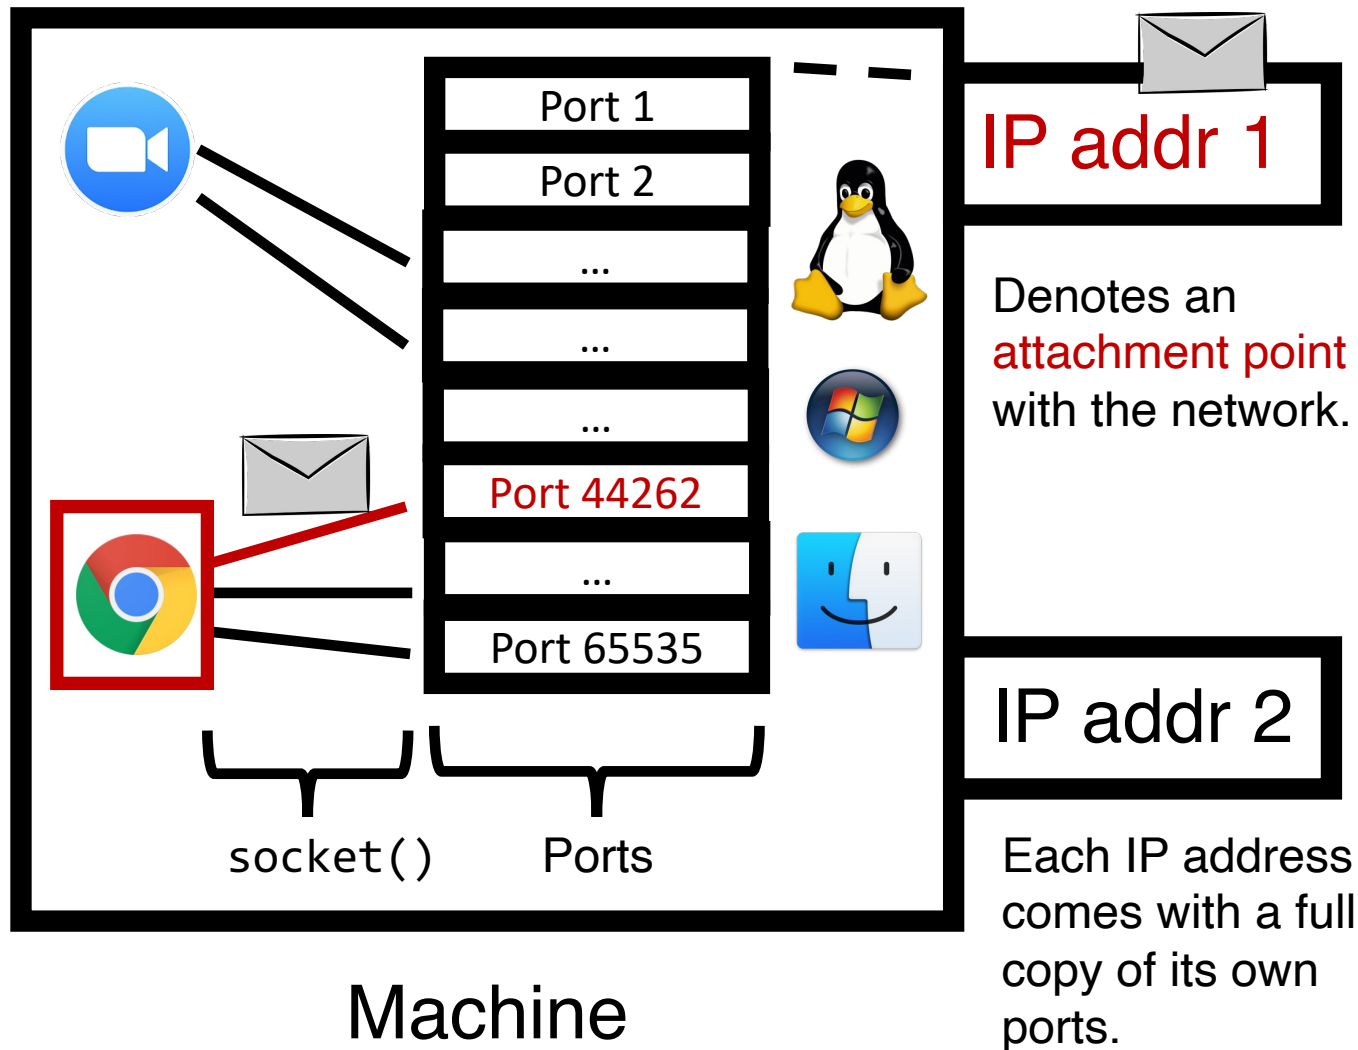 Port 1
Port 2
...
...
...
Port 44262
...
Port 65535
socket()
Ports
Machine
IP addr 1
Denotes an
attachment point
with the network.
IP addr 2
Each IP address
comes with a full
copy of its own
ports.